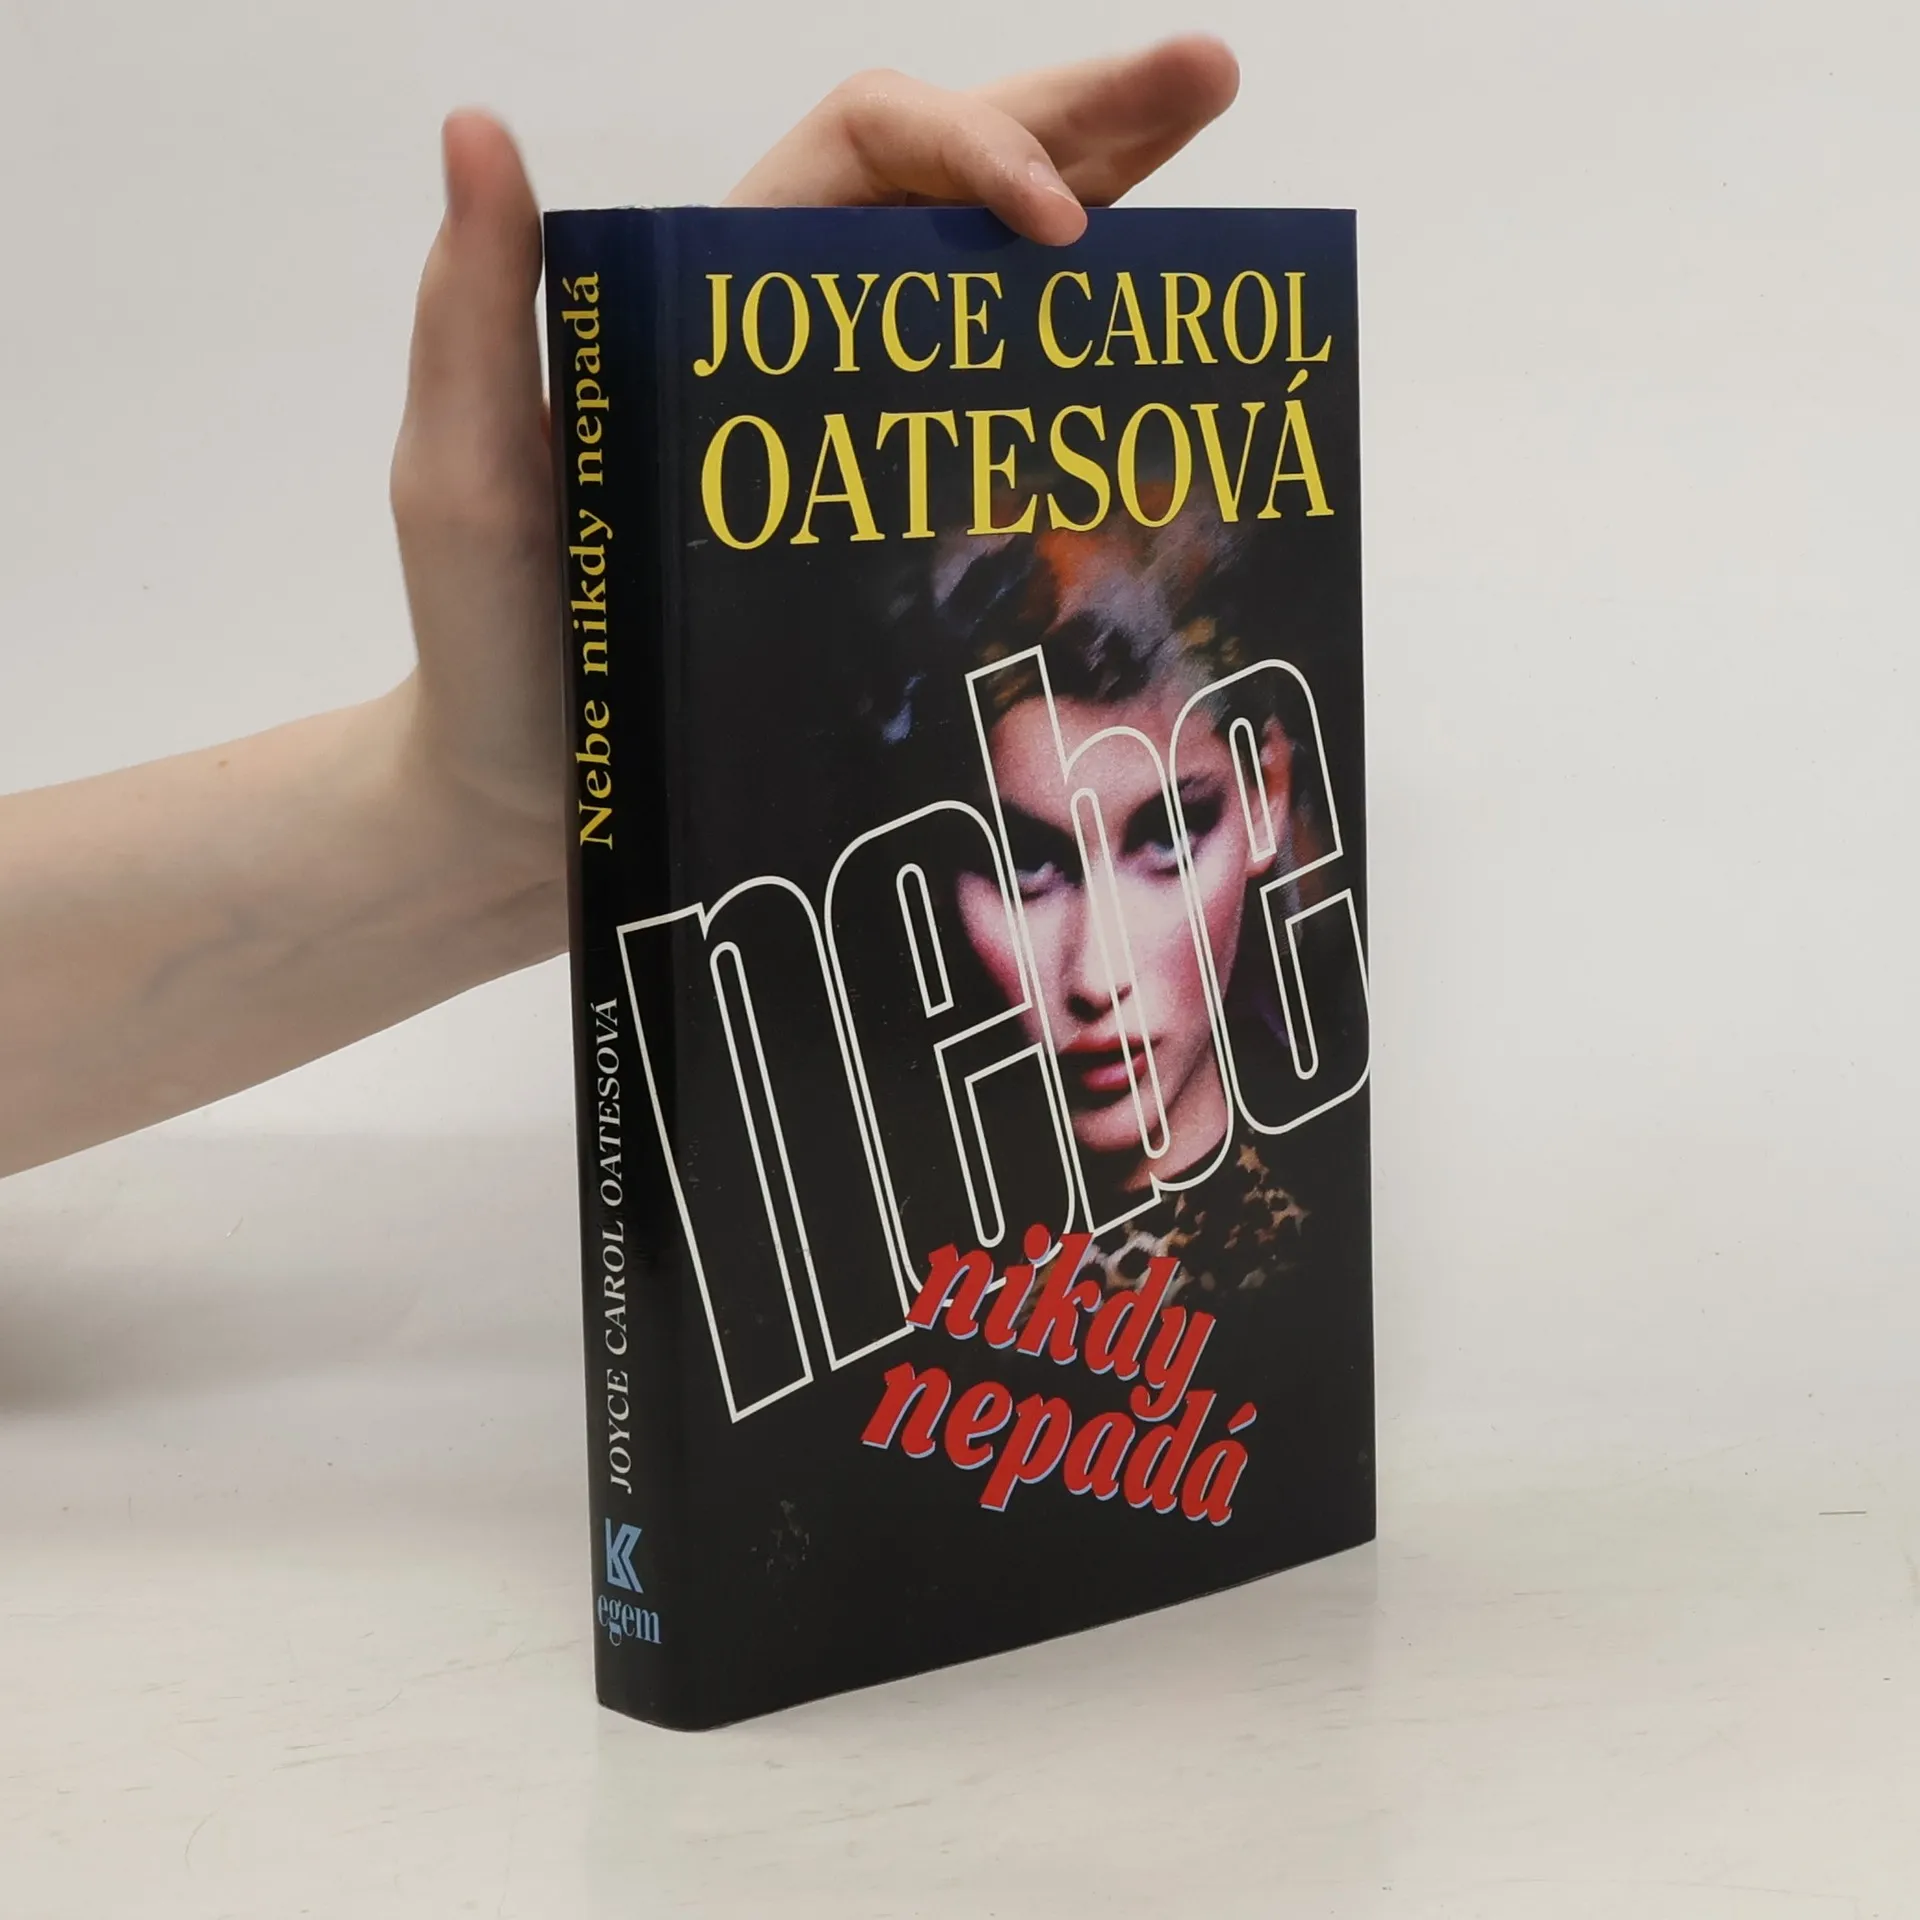 JOYCE CAROL
OATESOVÁ
nebe
nikdy
nepadá
Nebe nikdy nepadá
JOYCE CAROL OATESOVÁ
egem